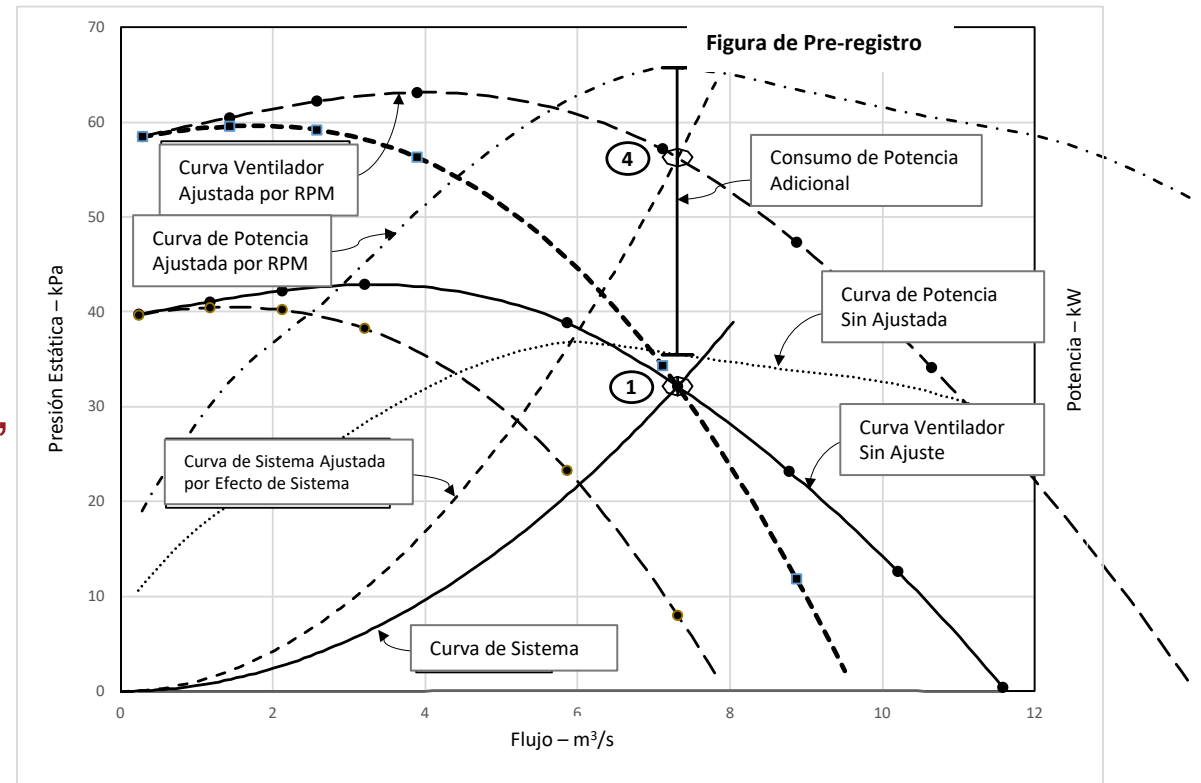 Figura de Pre-registro
70
60
50
40
30
20
10
0
Presión Estática – kPa
Curva Ventilador
Ajustada por RPM
4
Consumo de Potencia
Adicional
Curva de Potencia
Ajustada por RPM
Curva de Potencia
Sin Ajustada
Potencia – kW
1
Curva Ventilador
Sin Ajuste
Curva de Sistema Ajustada
por Efecto de Sistema
Curva de Sistema
0 2 4 6 8 10 12
Flujo – m³/s